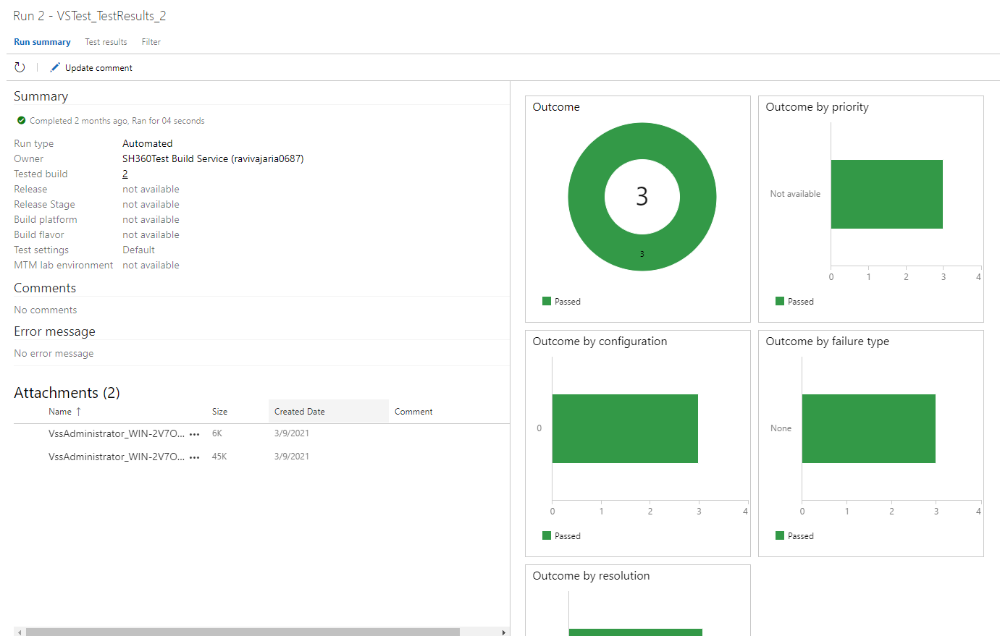 Run 2 - VSTest_TestResults_2
Run summary Test results Filter
Update comment
Summary
Completed 2 months ago, Ran for 04 seconds
Run type Automated
Owner SH360Test Build Service (ravivajaria0687)
Tested build 2
Release not available
Release Stage not available
Build platform not available
Build flavor not available
Test settings Default
MTM lab environment not available
Comments
No comments
Error message
No error message
Attachments (2)
Name ↑ Size Created Date Comment
VssAdministrator_WIN-2V7O... ••• 6K 3/9/2021
VssAdministrator_WIN-2V7O... ••• 45K 3/9/2021
Outcome
3
3
Passed
Outcome by priority
Not available
0 1 2 3 4
Passed
Outcome by configuration
0
0 1 2 3 4
Passed
Outcome by failure type
None
0 1 2 3 4
Passed
Outcome by resolution